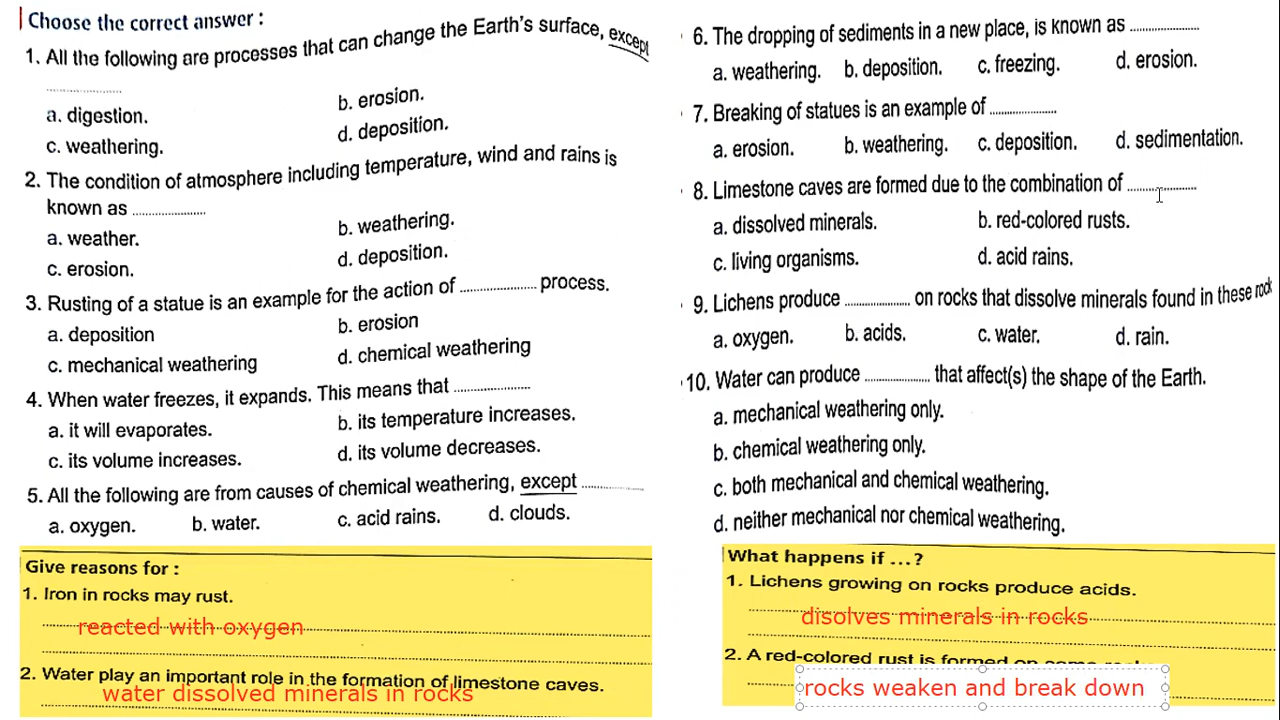 Choose the correct answer :
1. All the following are processes that can change the Earth's surface, except
....................
a. digestion.
b. erosion.
c. weathering.
d. deposition.
2. The condition of atmosphere including temperature, wind and rains is
known as ....................
a. weather.
b. weathering.
c. erosion.
d. deposition.
3. Rusting of a statue is an example for the action of .................... process.
a. deposition
b. erosion
c. mechanical weathering
d. chemical weathering
4. When water freezes, it expands. This means that ....................
a. it will evaporates.
b. its temperature increases.
c. its volume increases.
d. its volume decreases.
5. All the following are from causes of chemical weathering, except ....................
a. oxygen. b. water. c. acid rains. d. clouds.
Give reasons for :
1. Iron in rocks may rust.
reacted with oxygen
2. Water play an important role in the formation of limestone caves.
water dissolved minerals in rocks
6. The dropping of sediments in a new place, is known as ....................
a. weathering. b. deposition. c. freezing. d. erosion.
7. Breaking of statues is an example of ....................
a. erosion. b. weathering. c. deposition. d. sedimentation.
8. Limestone caves are formed due to the combination of ....................
a. dissolved minerals. b. red-colored rusts.
c. living organisms. d. acid rains.
9. Lichens produce .................... on rocks that dissolve minerals found in these rock
a. oxygen. b. acids. c. water. d. rain.
10. Water can produce .................... that affect(s) the shape of the Earth.
a. mechanical weathering only.
b. chemical weathering only.
c. both mechanical and chemical weathering.
d. neither mechanical nor chemical weathering.
What happens if ...?
1. Lichens growing on rocks produce acids.
disolves minerals in rocks
2. A red-colored rust is formed on some
rocks weaken and break down